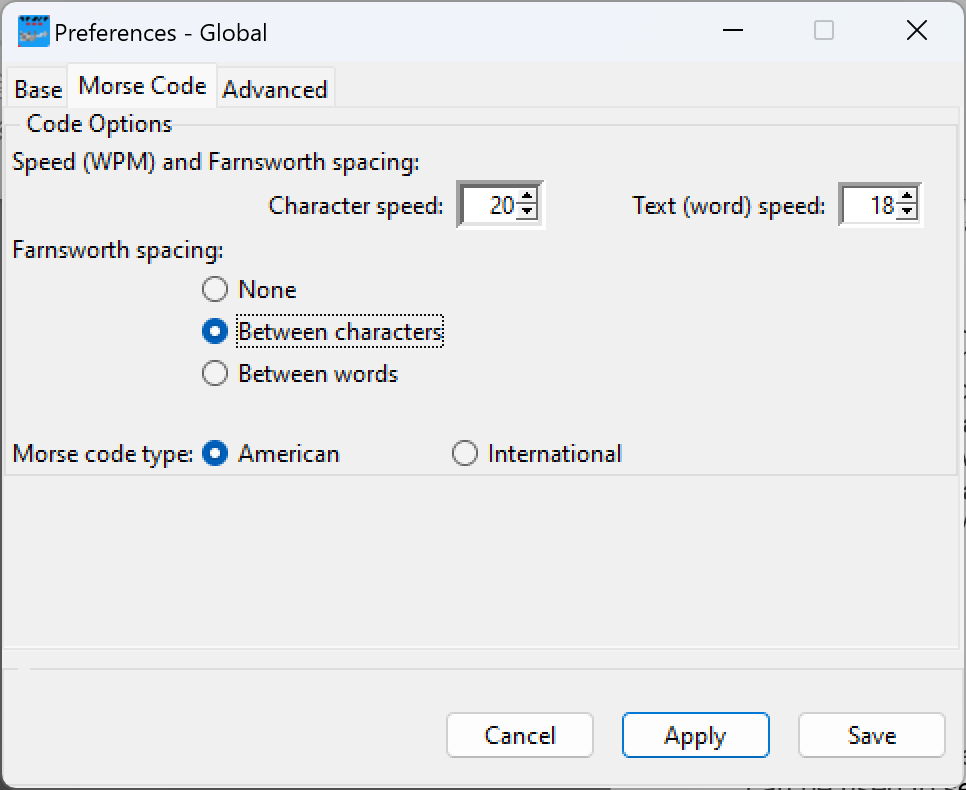 Preferences - Global
Base Morse Code Advanced
Code Options
Speed (WPM) and Farnsworth spacing:
Character speed: 20 Text (word) speed: 18
Farnsworth spacing:
None
Between characters
Between words
Morse code type: American International
Cancel Apply Save